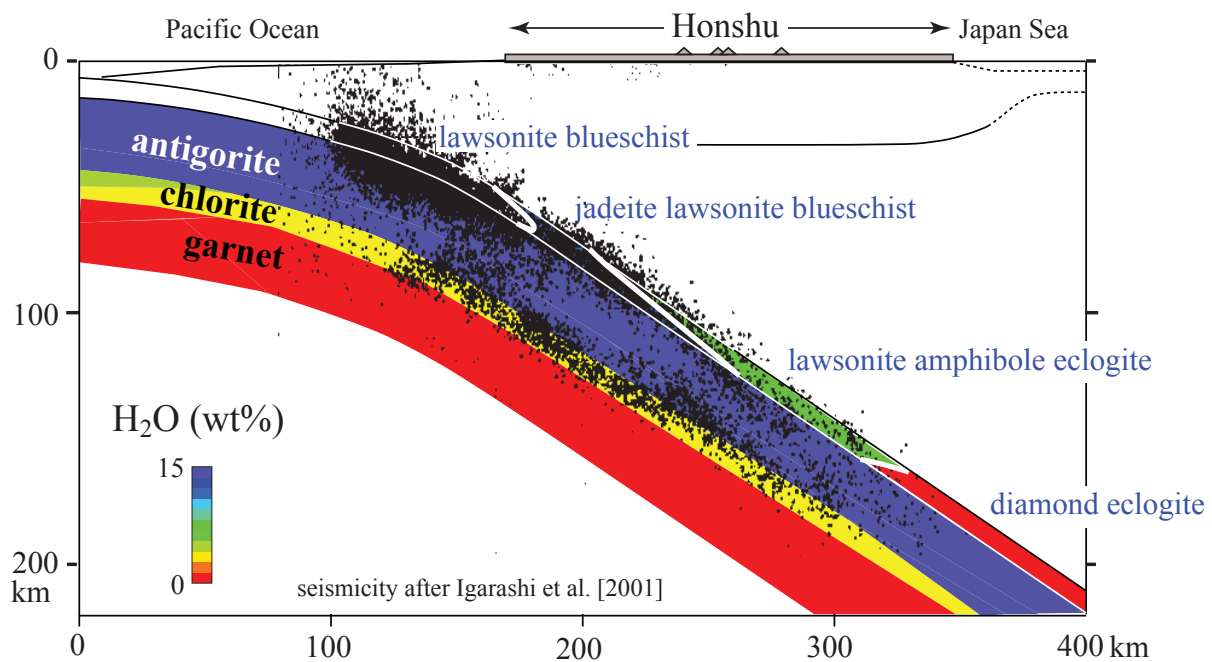 Pacific Ocean
Honshu
Japan Sea
0
lawsonite blueschist
antigorite
jadeite lawsonite blueschist
chlorite
garnet
100
lawsonite amphibole eclogite
H₂O (wt%)
15
diamond eclogite
0
200
km
seismicity after Igarashi et al. [2001]
0
100
200
300
400 km